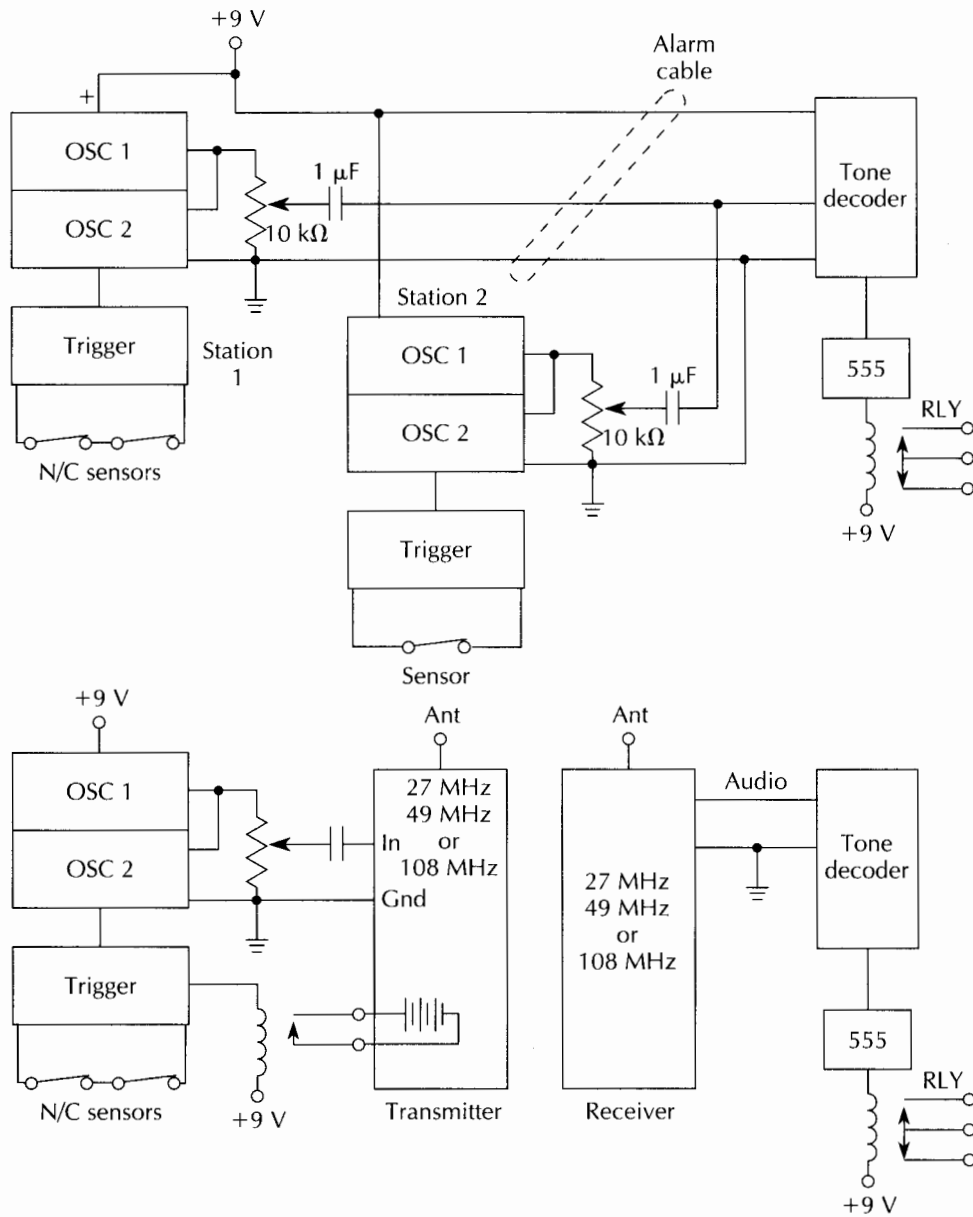 +9 V
Alarm
cable
+
OSC 1
OSC 2
1 μF
10 kΩ
Tone
decoder
Trigger
Station
1
N/C sensors
Station 2
OSC 1
OSC 2
1 μF
10 kΩ
555
RLY
+9 V
Trigger
Sensor
+9 V
OSC 1
OSC 2
Trigger
N/C sensors
+9 V
Ant
27 MHz
49 MHz
or
108 MHz
In
Gnd
Transmitter
Ant
27 MHz
49 MHz
or
108 MHz
Receiver
Audio
Tone
decoder
555
RLY
+9 V